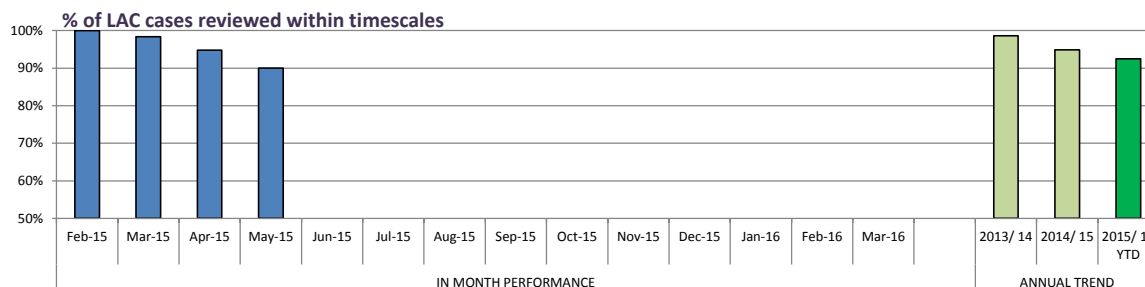 % of LAC cases reviewed within timescales
100%
90%
80%
70%
60%
50%
Feb-15 Mar-15 Apr-15 May-15 Jun-15 Jul-15 Aug-15 Sep-15 Oct-15 Nov-15 Dec-15 Jan-16 Feb-16 Mar-16 2013/ 14 2014/ 15 2015/ 1
YTD
IN MONTH PERFORMANCE ANNUAL TREND